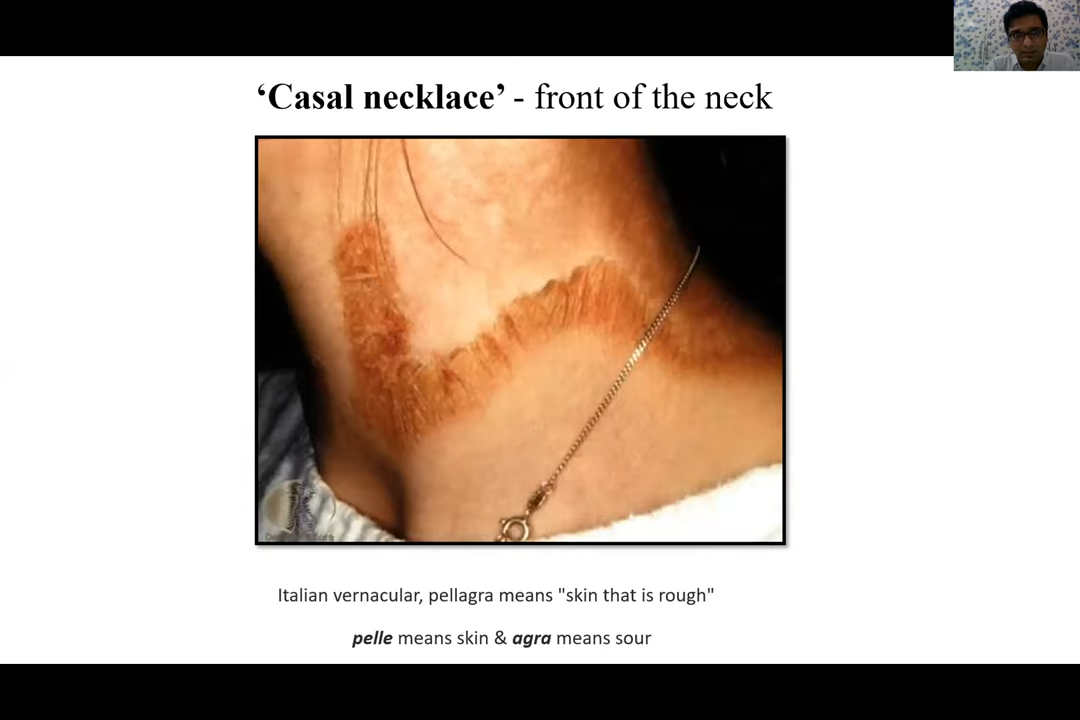 ‘Casal necklace’ - front of the neck
Italian vernacular, pellagra means "skin that is rough"
pelle means skin & agra means sour